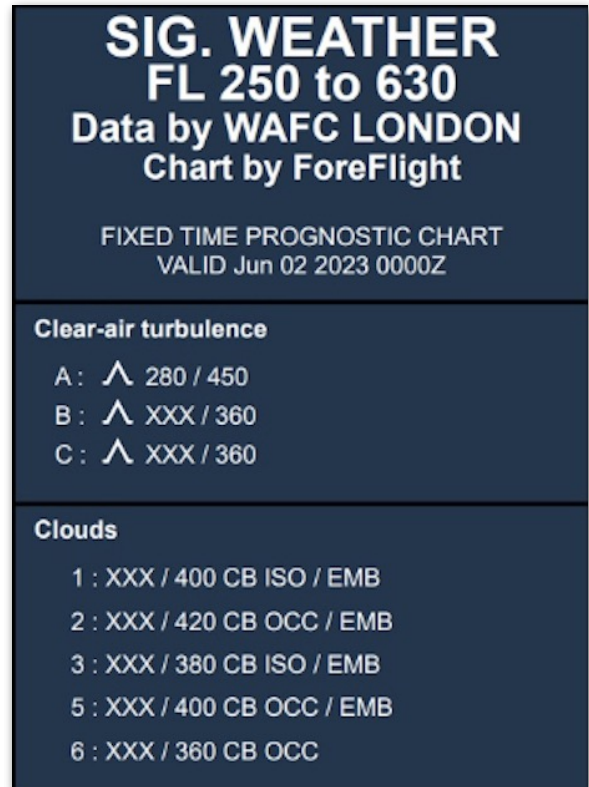 SIG. WEATHER
FL 250 to 630
Data by WAFC LONDON
Chart by ForeFlight
FIXED TIME PROGNOSTIC CHART
VALID Jun 02 2023 0000Z
Clear-air turbulence
A : 280 / 450
B : XXX / 360
C : XXX / 360
Clouds
1 : XXX / 400 CB ISO / EMB
2 : XXX / 420 CB OCC / EMB
3 : XXX / 380 CB ISO / EMB
5 : XXX / 400 CB OCC / EMB
6 : XXX / 360 CB OCC